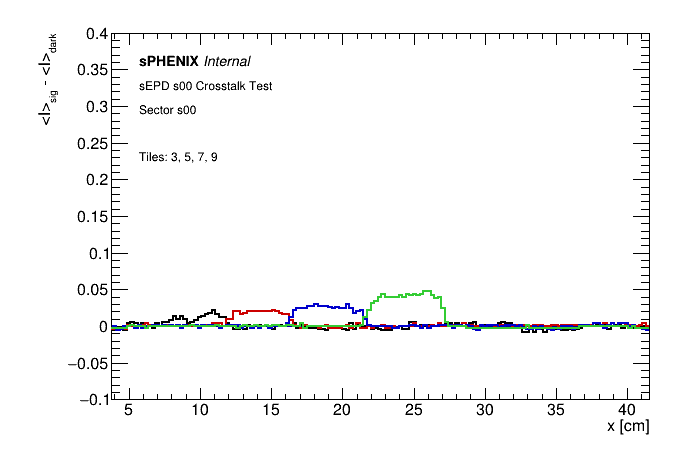 <I>sig - <I>dark
0.4
0.35
0.3
0.25
0.2
0.15
0.1
0.05
0
−0.05
−0.1
sPHENIX Internal
sEPD s00 Crosstalk Test
Sector s00
Tiles: 3, 5, 7, 9
5 10 15 20 25 30 35 40
x [cm]